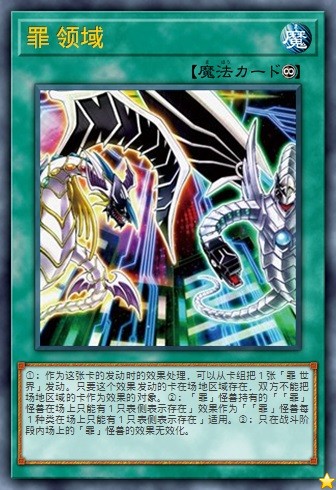 罪 领域
魔
【魔法カード】
①：作为这张卡的发动时的效果处理，可以从卡组把1张「罪 世
界」发动。只要这个效果发动的卡在场地区域存在，双方不能把
场地区域的卡作为效果的对象。②：「罪」怪兽持有的「「罪」
怪兽在场上只能有1只表侧表示存在」效果作为「「罪」怪兽每
1种类在场上只能有1只表侧表示存在」适用。③：只在战斗阶
段内场上的「罪」怪兽的效果无效化。